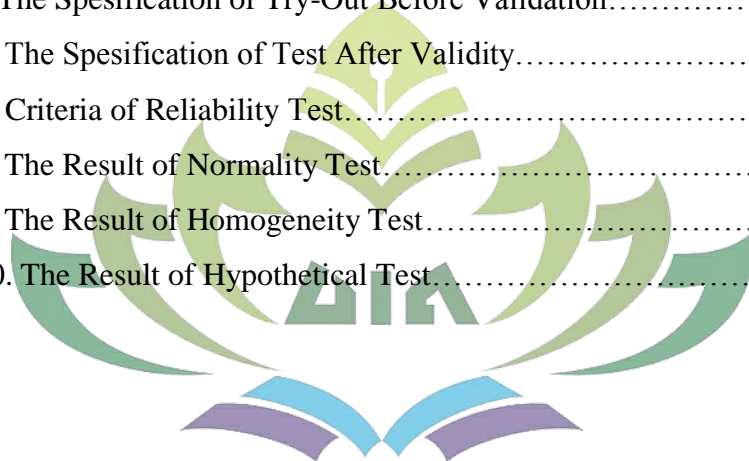 The Spesification of Try-Out Before Validation……………
The Spesification of Test After Validity…………………
Criteria of Reliability Test……………………………………
The Result of Normality Test…………………………………
The Result of Homogeneity Test……………………………
0. The Result of Hypothetical Test……………………………